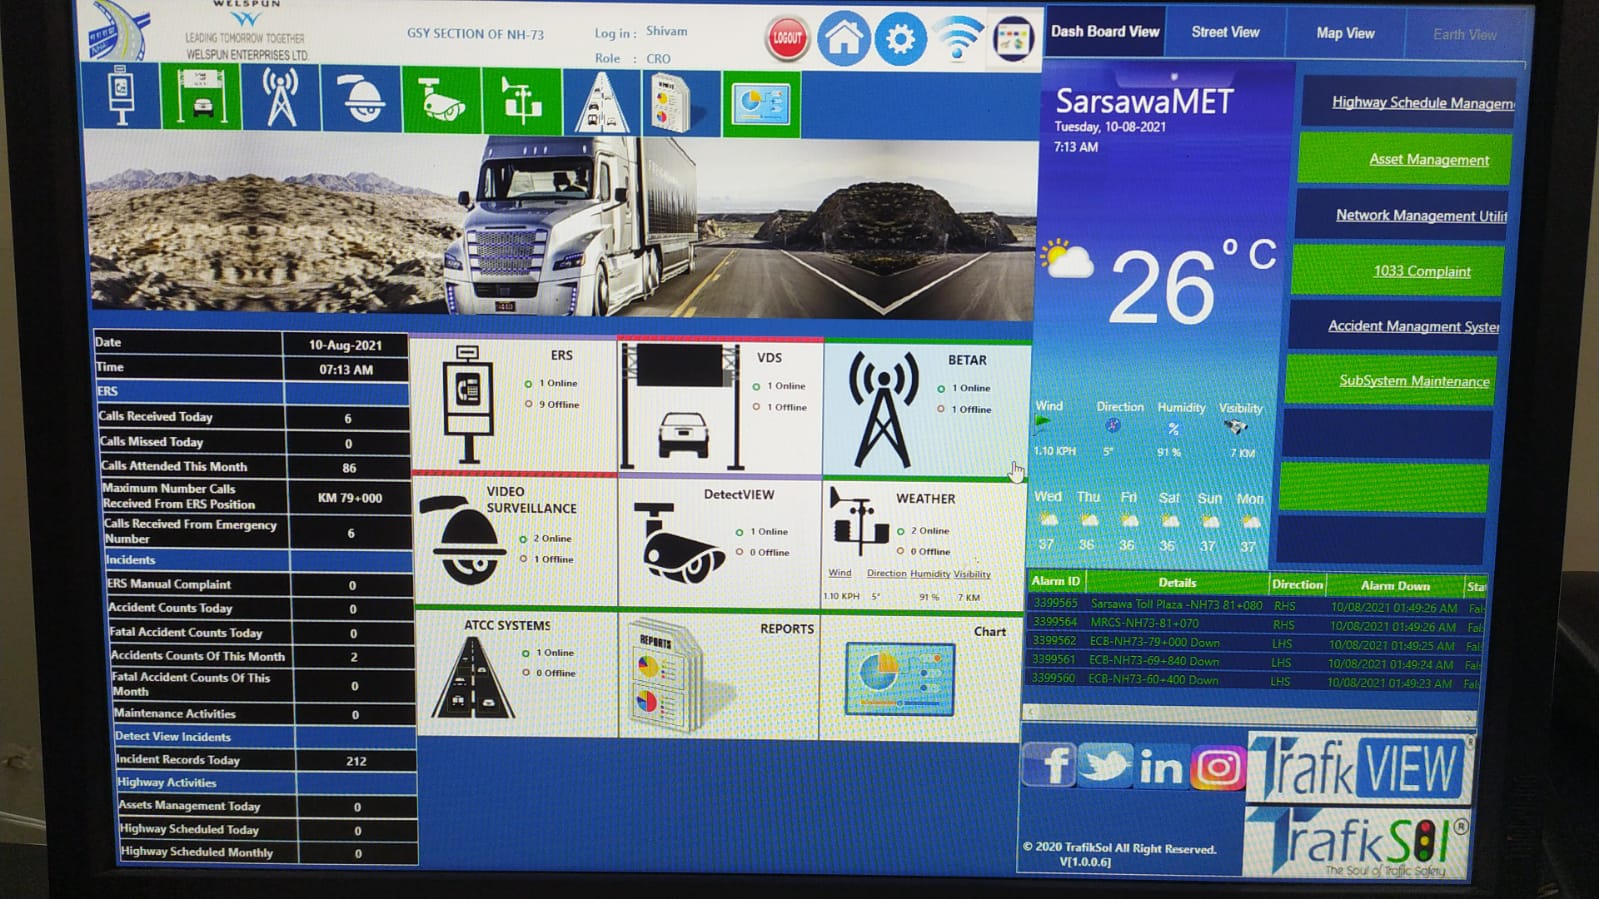 WELSPUN
LEADING TOMORROW TOGETHER
WELSPUN ENTERPRISES LTD.
GSY SECTION OF NH-73
Log in : Shivam
Role : CRO
LOGOUT
Dash Board View
Street View
Map View
Earth View
SarsawaMET
Tuesday, 10-08-2021
7:13 AM
26 °C
Wind Direction Humidity Visibility
%
1.10 KPH 5° 91 % 7 KM
Wed Thu Fri Sat Sun Mon
37 36 36 36 37 37
Highway Schedule Managem
Asset Management
Network Management Utilit
1033 Complaint
Accident Managment Syster
SubSystem Maintenance
Date 10-Aug-2021
Time 07:13 AM
ERS
Calls Received Today 6
Calls Missed Today 0
Calls Attended This Month 86
Maximum Number Calls
Received From ERS Position KM 79+000
Calls Received From Emergency
Number 6
Incidents
ERS Manual Complaint 0
Accident Counts Today 0
Fatal Accident Counts Today 0
Accidents Counts Of This Month 2
Fatal Accident Counts Of This
Month 0
Maintenance Activities 0
Detect View Incidents
Incident Records Today 212
Highway Activities
Assets Management Today 0
Highway Scheduled Today 0
Highway Scheduled Monthly 0
ERS
1 Online
9 Offline
VDS
1 Online
1 Offline
BETAR
1 Online
1 Offline
VIDEO
SURVEILLANCE
2 Online
1 Offline
DetectVIEW
1 Online
0 Offline
WEATHER
2 Online
0 Offline
Wind Direction Humidity Visibility
1.10 KPH 5° 91 % 7 KM
ATCC SYSTEMS
1 Online
0 Offline
REPORTS
REPORTS
Chart
Alarm ID Details Direction Alarm Down Sta
3399565 Sarsawa Toll Plaza -NH73 81+080 RHS 10/08/2021 01:49:26 AM Fal
3399564 MRCS-NH73-81+070 RHS 10/08/2021 01:49:26 AM Fal
3399562 ECB-NH73-79+000 Down LHS 10/08/2021 01:49:25 AM Fal
3399561 ECB-NH73-69+840 Down LHS 10/08/2021 01:49:24 AM Fal
3399560 ECB-NH73-60+400 Down LHS 10/08/2021 01:49:23 AM Fal
f in
TrafikVIEW ®
TrafikSOl ®
The Soul of Traffic Safety
© 2020 TrafikSol All Right Reserved.
V[1.0.0.6]